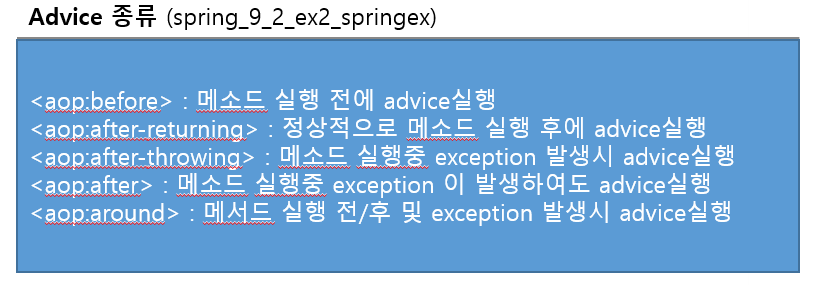 Advice 종류 (spring_9_2_ex2_springex)
<aop:before> : 메소드 실행 전에 advice실행
<aop:after-returning> : 정상적으로 메소드 실행 후에 advice실행
<aop:after-throwing> : 메소드 실행중 exception 발생시 advice실행
<aop:after> : 메소드 실행중 exception 이 발생하여도 advice실행
<aop:around> : 메서드 실행 전/후 및 exception 발생시 advice실행